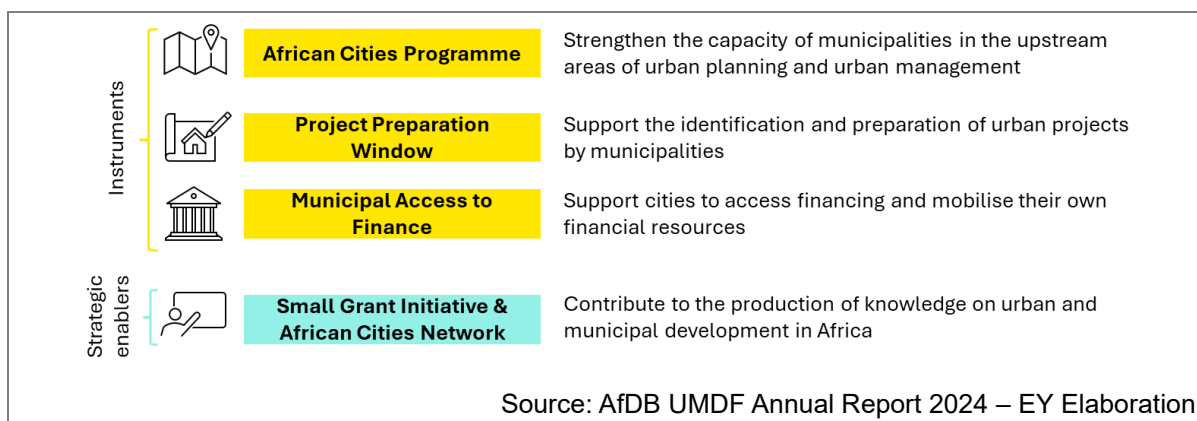 Instruments
African Cities Programme
Strengthen the capacity of municipalities in the upstream
areas of urban planning and urban management
Project Preparation
Window
Support the identification and preparation of urban projects
by municipalities
Municipal Access to
Finance
Support cities to access financing and mobilise their own
financial resources
Strategic
enablers
Small Grant Initiative &
African Cities Network
Contribute to the production of knowledge on urban and
municipal development in Africa
Source: AfDB UMDF Annual Report 2024 – EY Elaboration